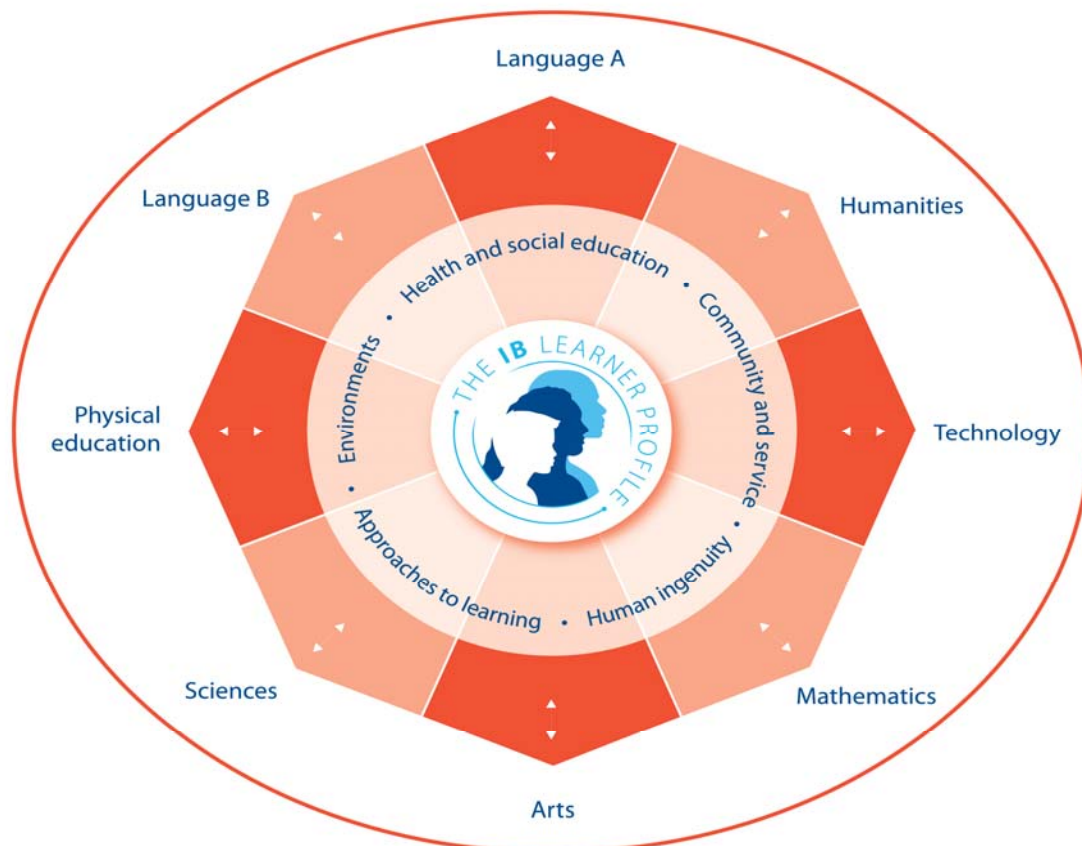 Language A
Language B
Humanities
Health and social education
•
•
Environments
Community and service
THE IB LEARNER PROFILE
Physical
education
Technology
•
•
Approaches to learning
•
Human ingenuity
Sciences
Mathematics
Arts